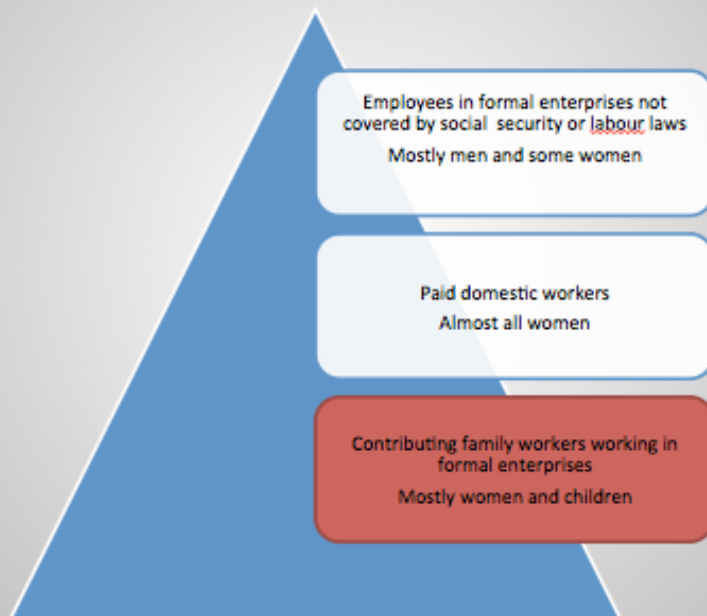 Employees in formal enterprises not
covered by social security or labour laws
Mostly men and some women
Paid domestic workers
Almost all women
Contributing family workers working in
formal enterprises
Mostly women and children